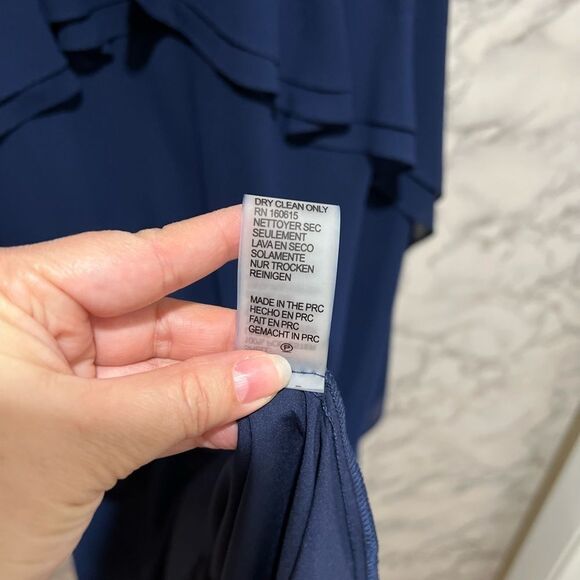 DRY CLEAN ONLY
RN 160615
NETTOYER SEC
SEULEMENT
LAVA EN SECO
SOLAMENTE
NUR TROCKEN
REINIGEN
MADE IN THE PRC
HECHO EN PRC
FAIT EN PRC
GEMACHT IN PRC
P